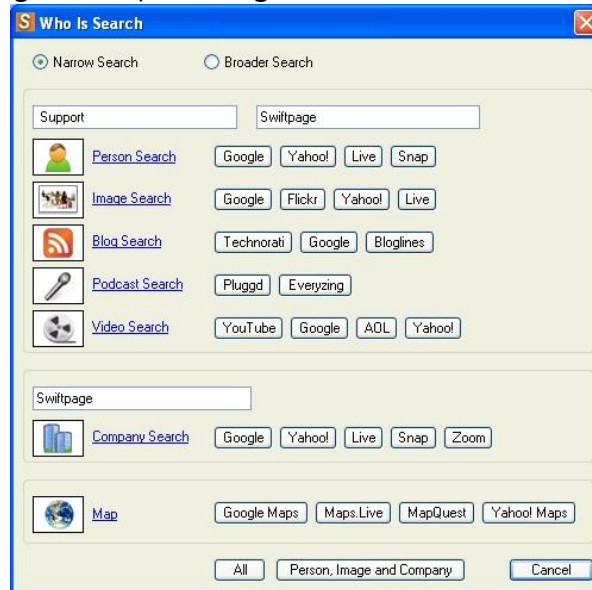 S Who Is Search
Narrow Search Broader Search
Support Swiftpage
Person Search Google Yahoo! Live Snap
Image Search Google Flickr Yahoo! Live
Blog Search Technorati Google Bloglines
Podcast Search Pluggd Everyzing
Video Search YouTube Google AOL Yahoo!
Swiftpage
Company Search Google Yahoo! Live Snap Zoom
Map Google Maps Maps.Live MapQuest Yahoo! Maps
All Person, Image and Company Cancel